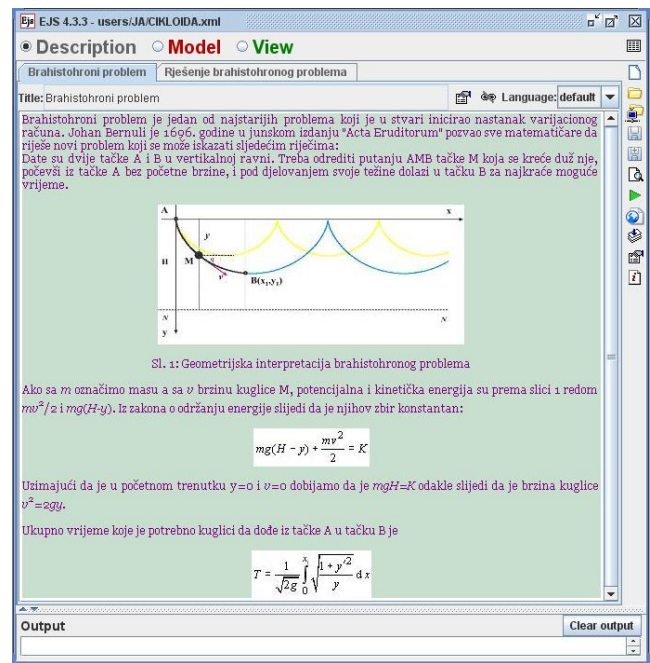 EJS 4.3.3 - users/JA/CIKLOIDA.xml
Description Model View
Brahistohroni problem Rješenje brahistohronog problema
Title: Brahistohroni problem Language: default
Brahistohroni problem je jedan od najstarijih problema koji je u stvari inicirao nastanak varijacionog
računa. Johan Bernuli je 1696. godine u junskom izdanju "Acta Eruditorum" pozvao sve matematičare da
riješe novi problem koji se može iskazati sljedećim riječima:
Date su dvije tačke A i B u vertikalnoj ravni. Treba odrediti putanju AMB tačke M koja se kreće duž nje,
počevši iz tačke A bez početne brzine, i pod djelovanjem svoje težine dolazi u tačku B za najkraće moguće
vrijeme.
A x
y
H M
v
B(x₁,y₁)
N N
y
Sl. 1: Geometrijska interpretacija brahistohronog problema
Ako sa m označimo masu a sa v brzinu kuglice M, potencijalna i kinetička energija su prema slici 1 redom
mv²/2 i mg(H-y). Iz zakona o održanju energije slijedi da je njihov zbir konstantan:
mg(H - y) + mv²/2 = K
Uzimajući da je u početnom trenutku y=0 i v=0 dobijamo da je mgH=K odakle slijedi da je brzina kuglice
v²=2gy.
Ukupno vrijeme koje je potrebno kuglici da dođe iz tačke A u tačku B je
T = 1/√2g ∫₀^x₁ √(1 + y'²)/y dx
Output Clear output